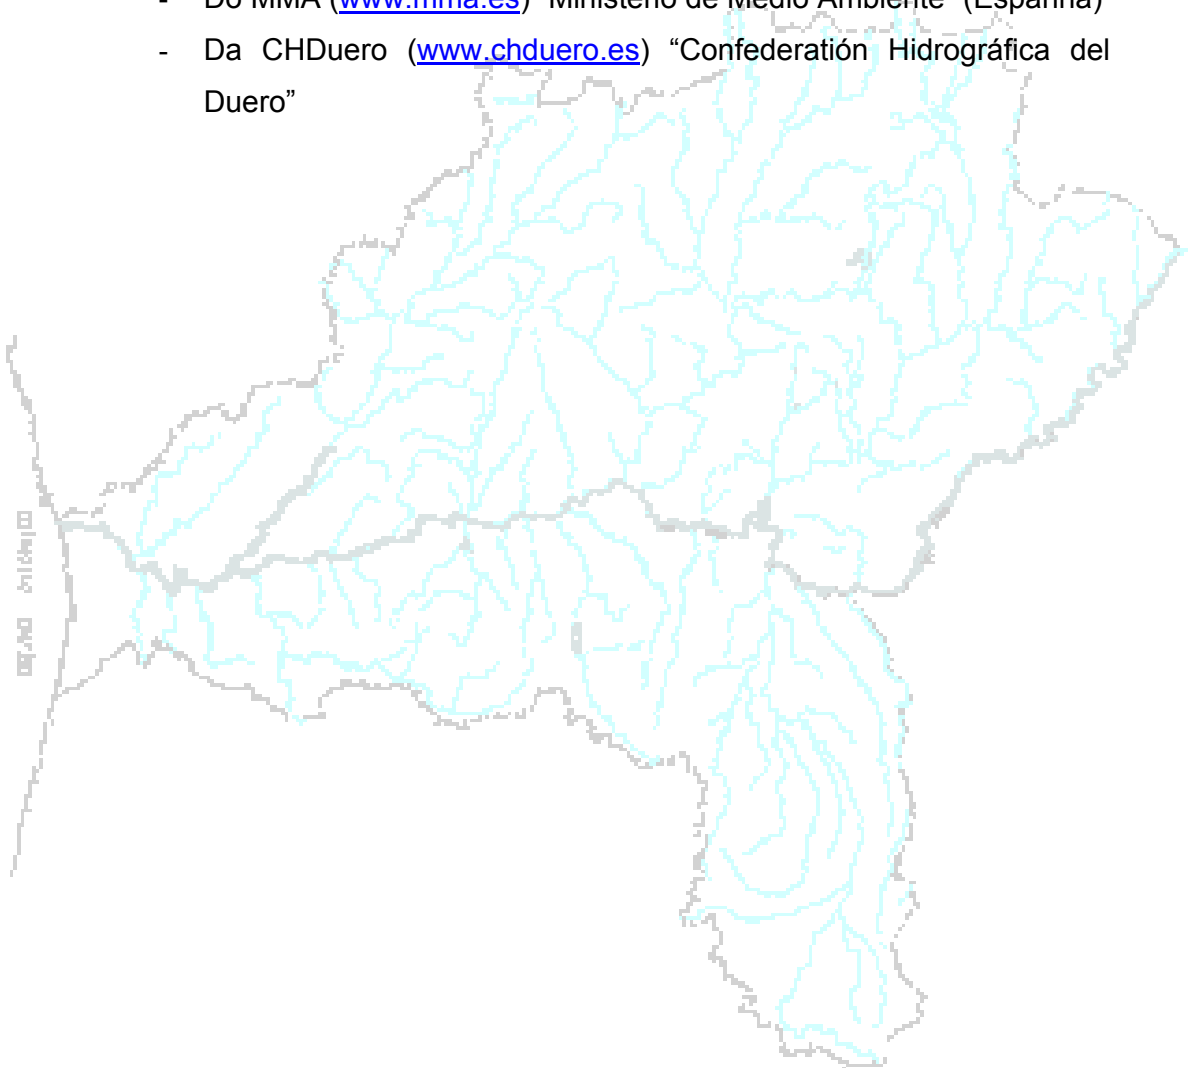 - Do MMA (www.mma.es) “Ministerio de Medio Ambiente” (Espanha)
- Da CHDuero (www.chduero.es) “Confederatión Hidrográfica del
Duero”